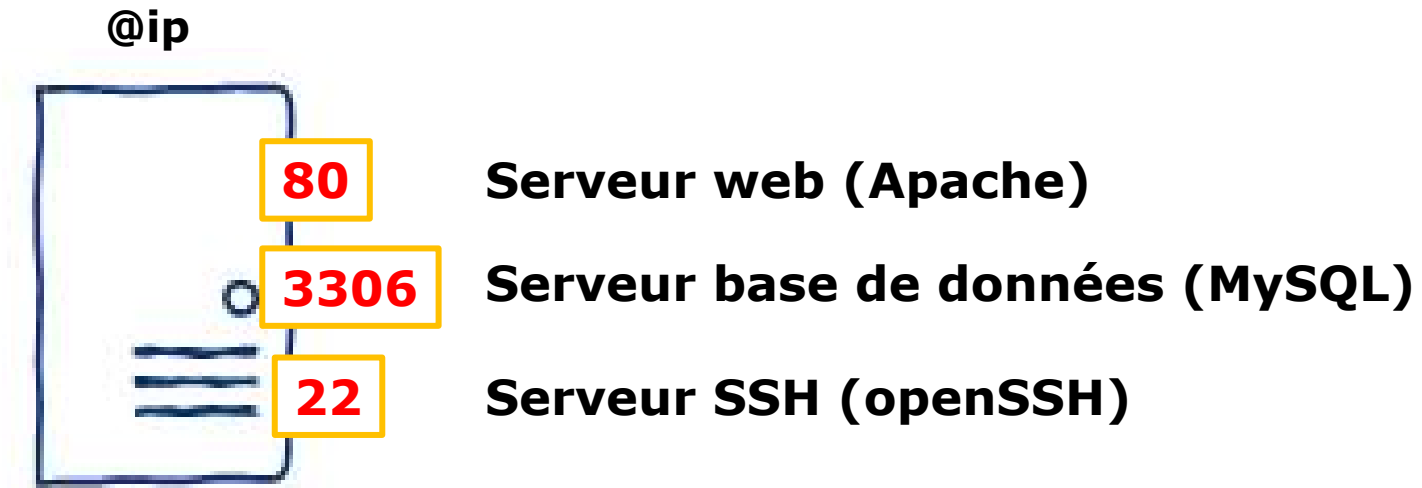 @ip
80 Serveur web (Apache)
3306 Serveur base de données (MySQL)
22 Serveur SSH (openSSH)